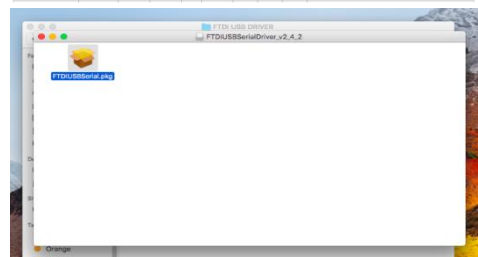 FTDI USB DRIVER
FTDIUSBSerialDriver_v2_4_2
FTDIUSBSerial.pkg
Orange